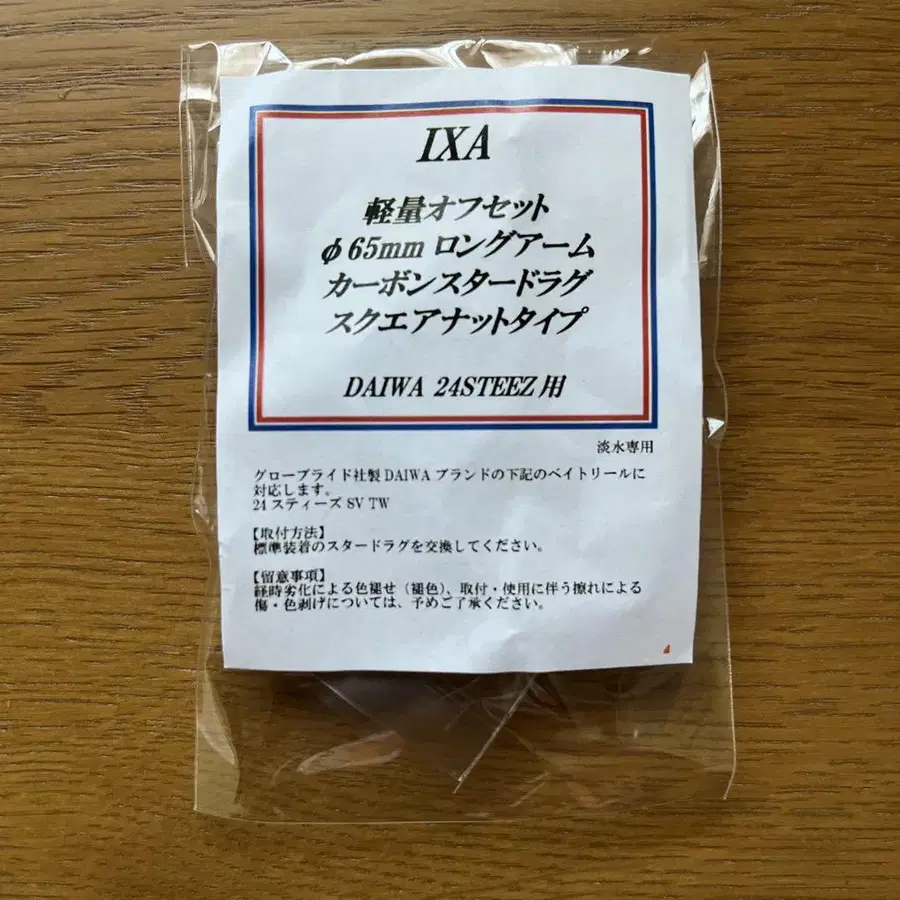 IXA
軽量オフセット
φ65mm ロングアーム
カーボンスタードラグ
スクエアナットタイプ
DAIWA 24STEEZ用
淡水専用
グローブライド社製 DAIWA ブランドの下記のベイトリールに
対応します。
24 スティーズ SV TW
【取付方法】
標準装着のスタードラグを交換してください。
【留意事項】
経時劣化による色褪せ（褪色）、取付・使用に伴う擦れによる
傷・色剥げについては、予めご了承ください。